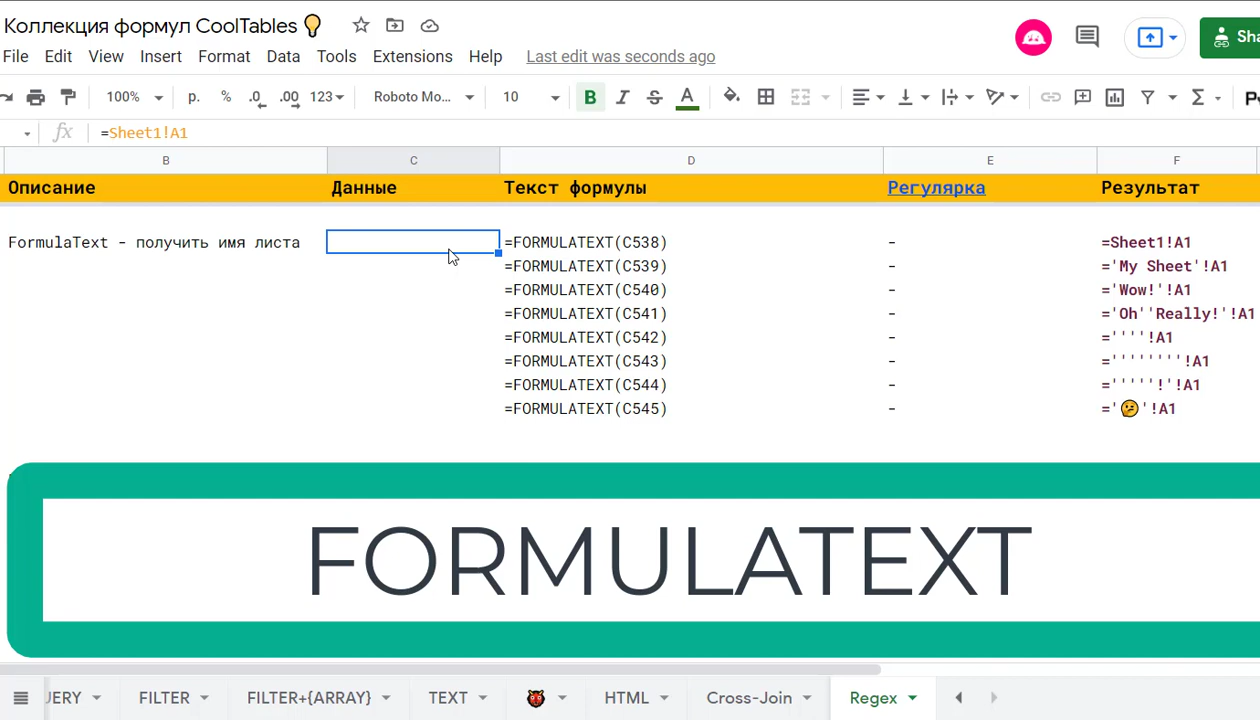 Коллекция формул CoolTables
File Edit View Insert Format Data Tools Extensions Help Last edit was seconds ago
100% р. % .0 .00 123 Roboto Mo... 10 B I S A Σ
fx =Sheet1!A1
B C D E F
Описание Данные Текст формулы Регулярка Результат
FormulaText - получить имя листа =FORMULATEXT(C538) - =Sheet1!A1
=FORMULATEXT(C539) - ='My Sheet'!A1
=FORMULATEXT(C540) - ='Wow!'!A1
=FORMULATEXT(C541) - ='Oh''Really!'!A1
=FORMULATEXT(C542) - =''''!A1
=FORMULATEXT(C543) - =''''''''!A1
=FORMULATEXT(C544) - ='''''!'!A1
=FORMULATEXT(C545) - ='🤔'!A1
FORMULATEXT
FILTER FILTER+{ARRAY} TEXT 👹 HTML Cross-Join Regex